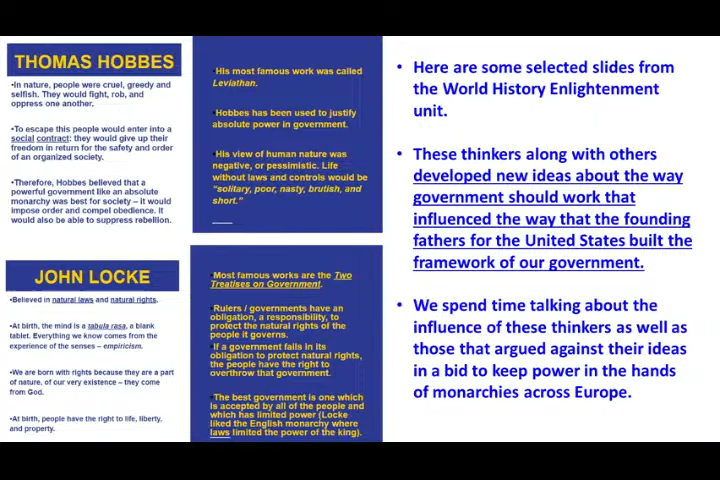 THOMAS HOBBES
•In nature, people were cruel, greedy and
selfish. They would fight, rob, and
oppress one another.
•To escape this people would enter into a
social contract: they would give up their
freedom in return for the safety and order
of an organized society.
•Therefore, Hobbes believed that a
powerful government like an absolute
monarchy was best for society – it would
impose order and compel obedience. It
would also be able to suppress rebellion.
•His most famous work was called
Leviathan.
•Hobbes has been used to justify
absolute power in government.
•His view of human nature was
negative, or pessimistic. Life
without laws and controls would be
"solitary, poor, nasty, brutish, and
short."
JOHN LOCKE
•Believed in natural laws and natural rights.
•At birth, the mind is a tabula rasa, a blank
tablet. Everything we know comes from the
experience of the senses – empiricism.
•We are born with rights because they are a part
of nature, of our very existence – they come
from God.
•At birth, people have the right to life, liberty,
and property.
•Most famous works are the Two
Treatises on Government.
•Rulers / governments have an
obligation, a responsibility, to
protect the natural rights of the
people it governs.
•If a government fails in its
obligation to protect natural rights,
the people have the right to
overthrow that government.
•The best government is one which
is accepted by all of the people and
which has limited power (Locke
liked the English monarchy where
laws limited the power of the king).
• Here are some selected slides from
the World History Enlightenment
unit.
• These thinkers along with others
developed new ideas about the way
government should work that
influenced the way that the founding
fathers for the United States built the
framework of our government.
• We spend time talking about the
influence of these thinkers as well as
those that argued against their ideas
in a bid to keep power in the hands
of monarchies across Europe.